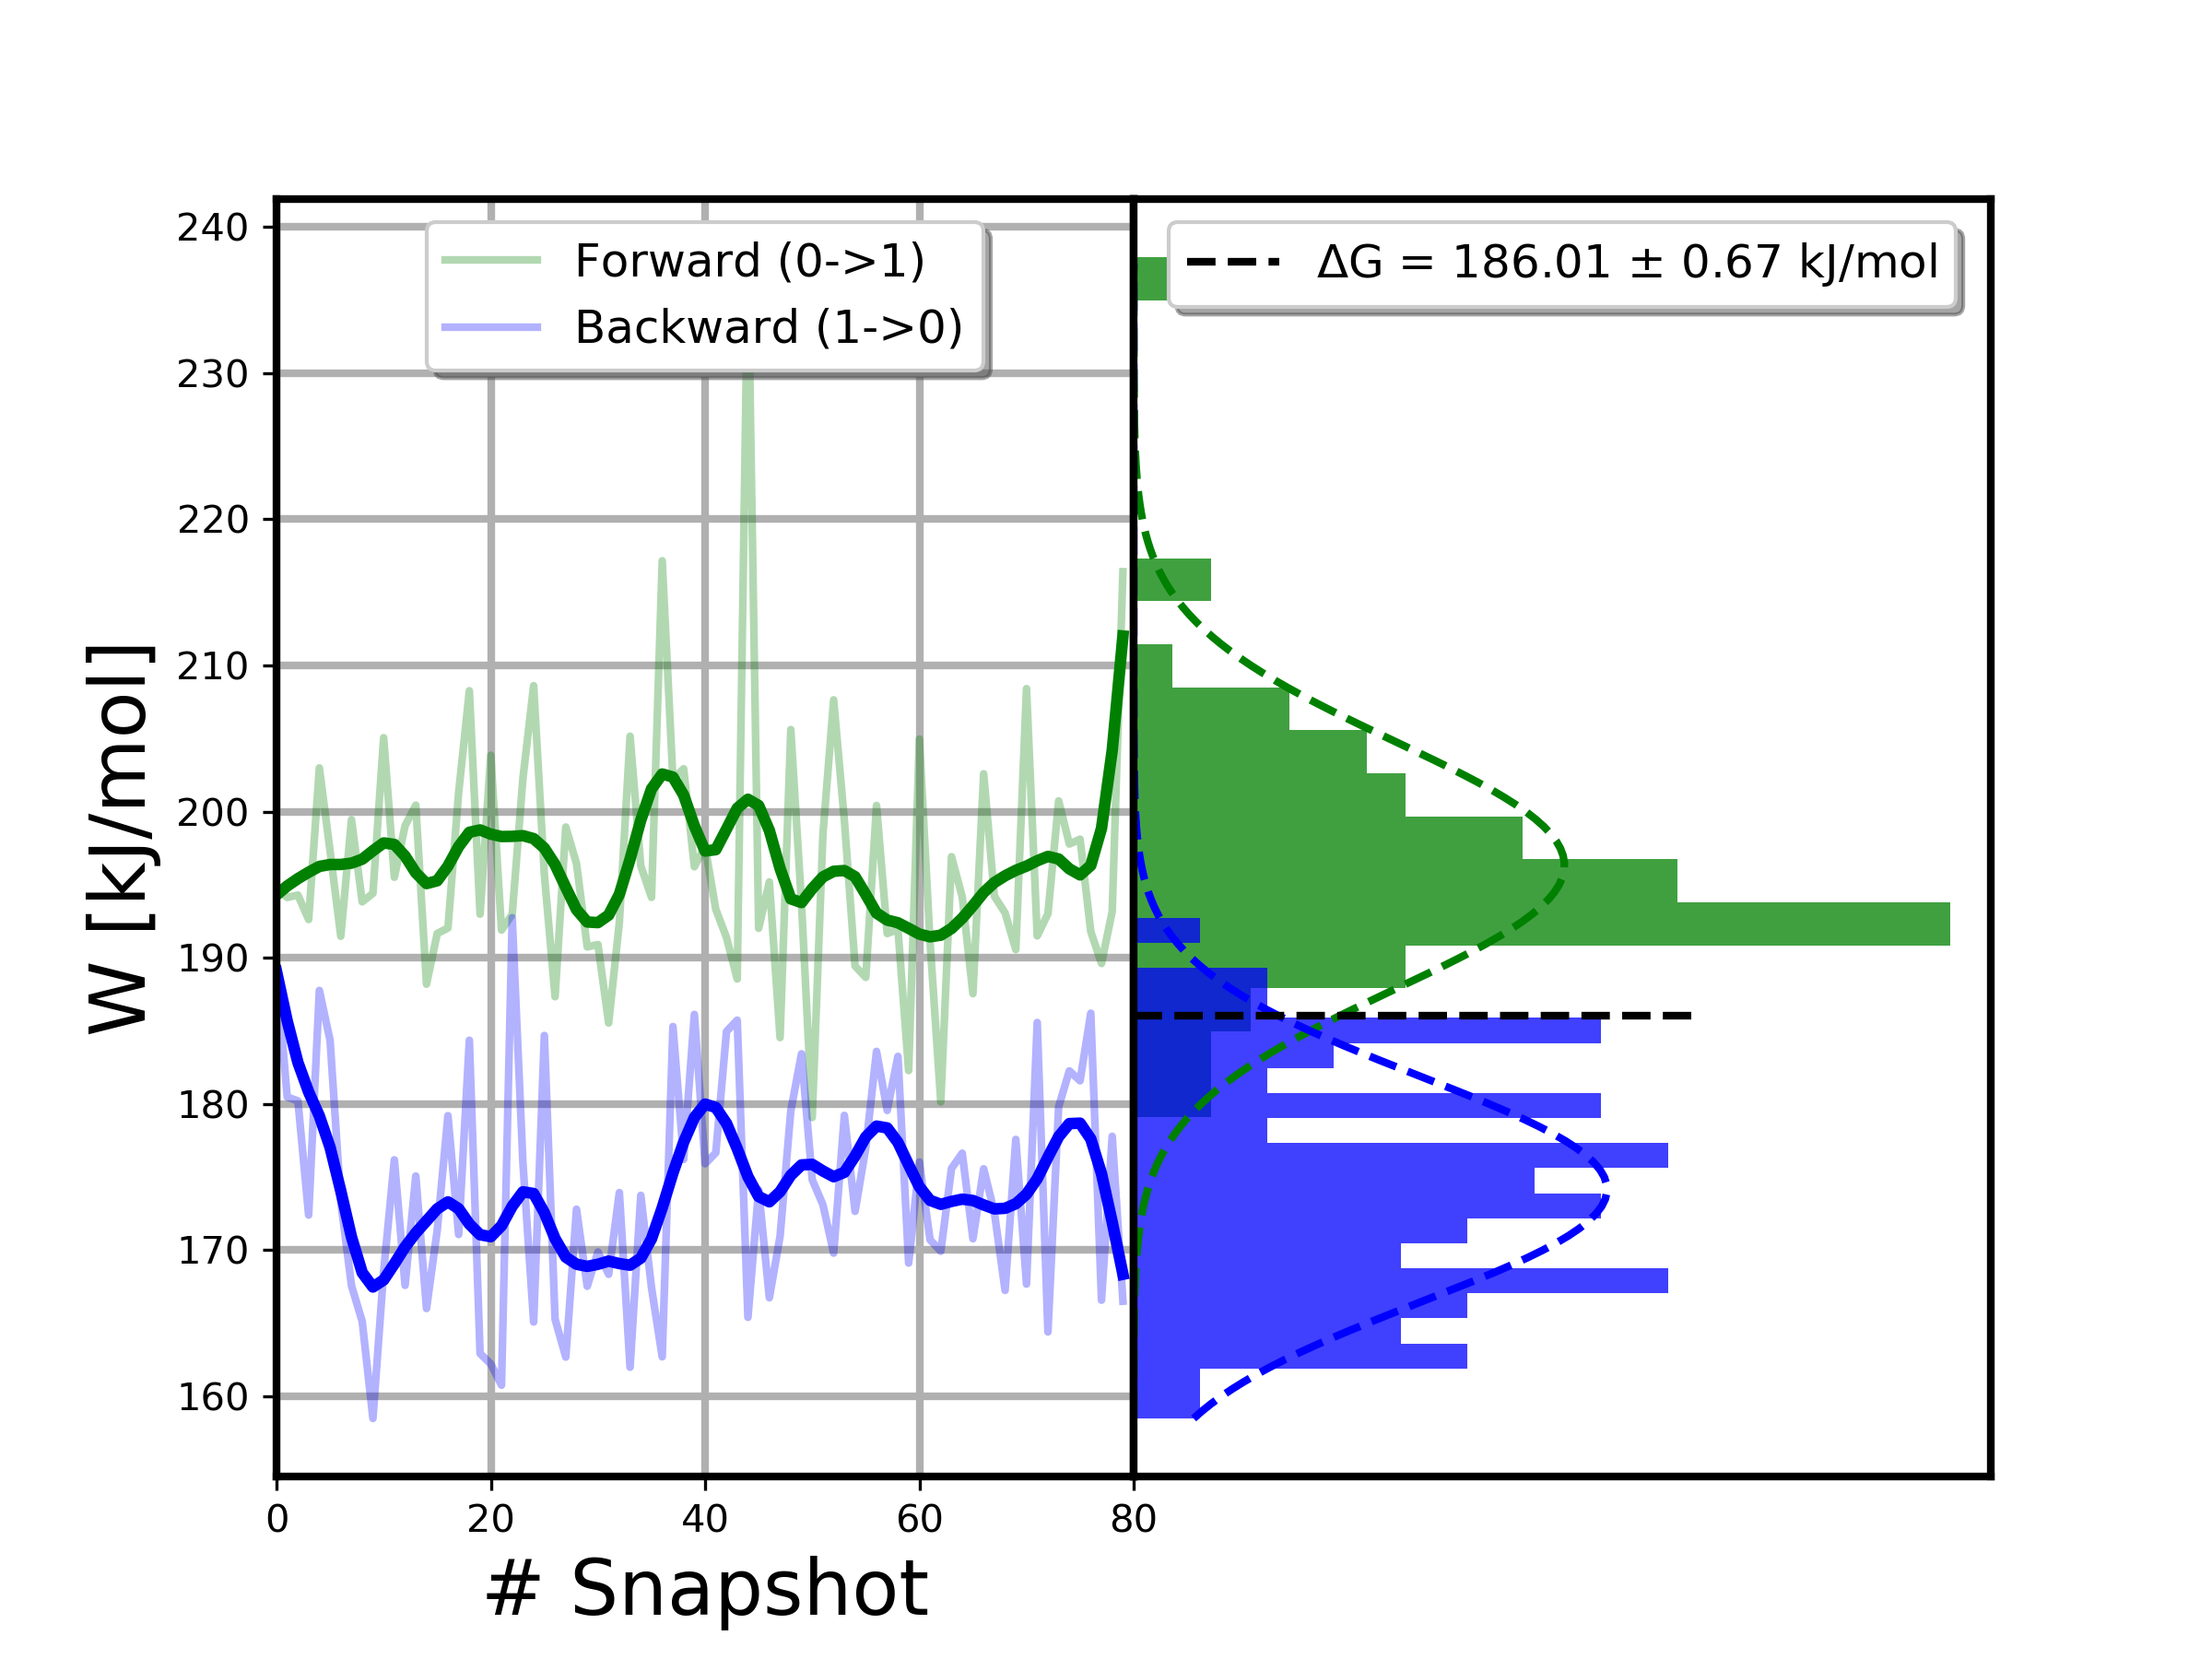 Forward (0->1)
Backward (1->0)
ΔG = 186.01 ± 0.67 kJ/mol
W [kJ/mol]
240
230
220
210
200
190
180
170
160
0 20 40 60 80
# Snapshot